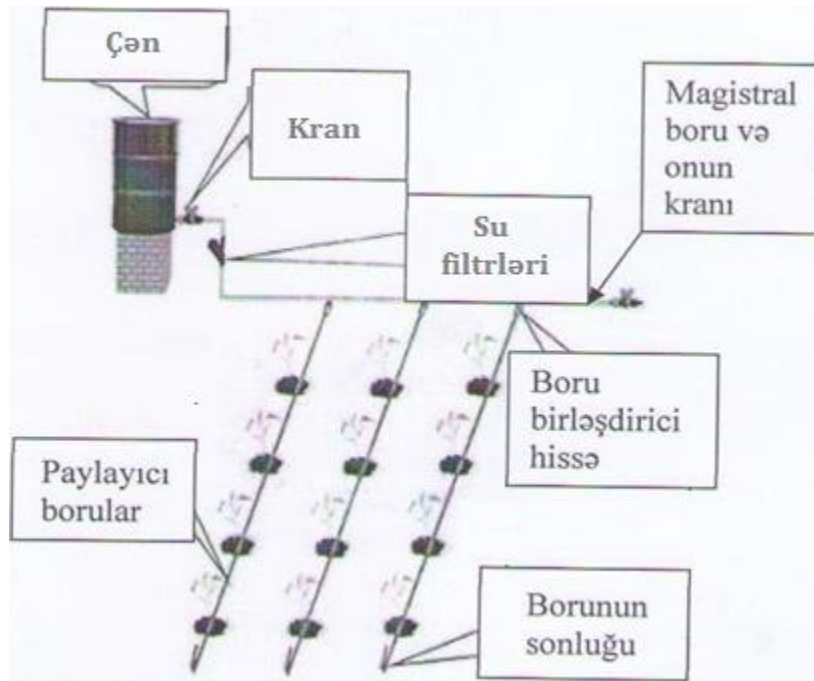 Çən
Kran
Magistral
boru və
onun
kranı
Su
filtrləri
Boru
birləşdirici
hissə
Paylayıcı
borular
Borunun
sonluğu